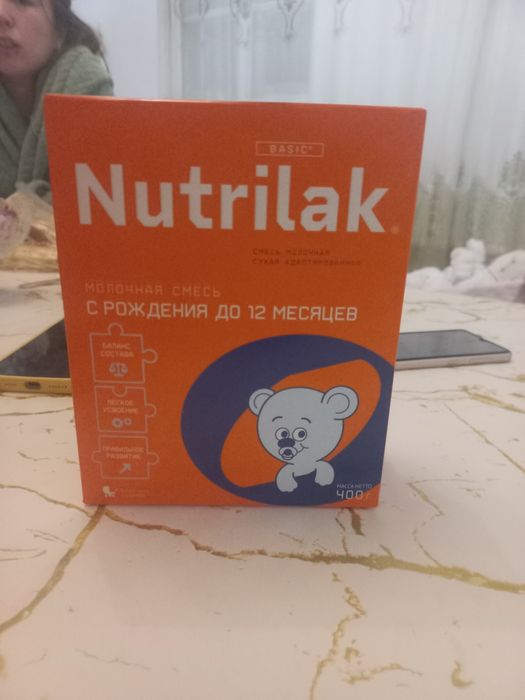 BASIC®
Nutrilak®
СМЕСЬ МОЛОЧНАЯ
СУХАЯ АДАПТИРОВАННАЯ
МОЛОЧНАЯ СМЕСЬ
С РОЖДЕНИЯ ДО 12 МЕСЯЦЕВ
БАЛАНС
СОСТАВА
ЛЕГКОЕ
УСВОЕНИЕ
ПРАВИЛЬНОЕ
РАЗВИТИЕ
МАССА НЕТТО
400 г